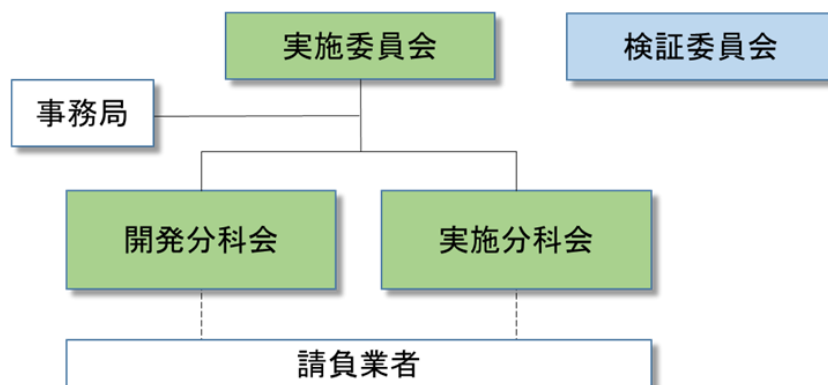 実施委員会
検証委員会
事務局
開発分科会
実施分科会
請負業者